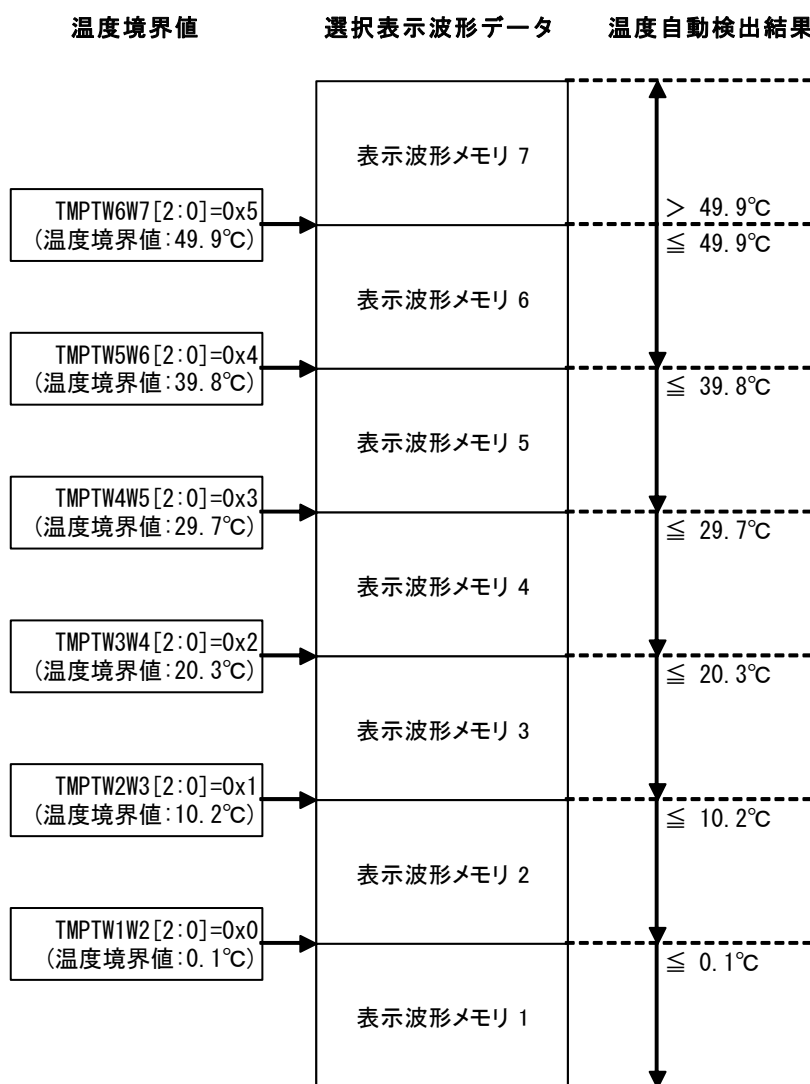 温度境界値 選択表示波形データ 温度自動検出結果
表示波形メモリ 7
TMPTW6W7[2:0]=0x5
(温度境界値:49.9℃)
> 49.9℃
≦ 49.9℃
表示波形メモリ 6
TMPTW5W6[2:0]=0x4
(温度境界値:39.8℃)
≦ 39.8℃
表示波形メモリ 5
TMPTW4W5[2:0]=0x3
(温度境界値:29.7℃)
≦ 29.7℃
表示波形メモリ 4
TMPTW3W4[2:0]=0x2
(温度境界値:20.3℃)
≦ 20.3℃
表示波形メモリ 3
TMPTW2W3[2:0]=0x1
(温度境界値:10.2℃)
≦ 10.2℃
表示波形メモリ 2
TMPTW1W2[2:0]=0x0
(温度境界値:0.1℃)
≦ 0.1℃
表示波形メモリ 1